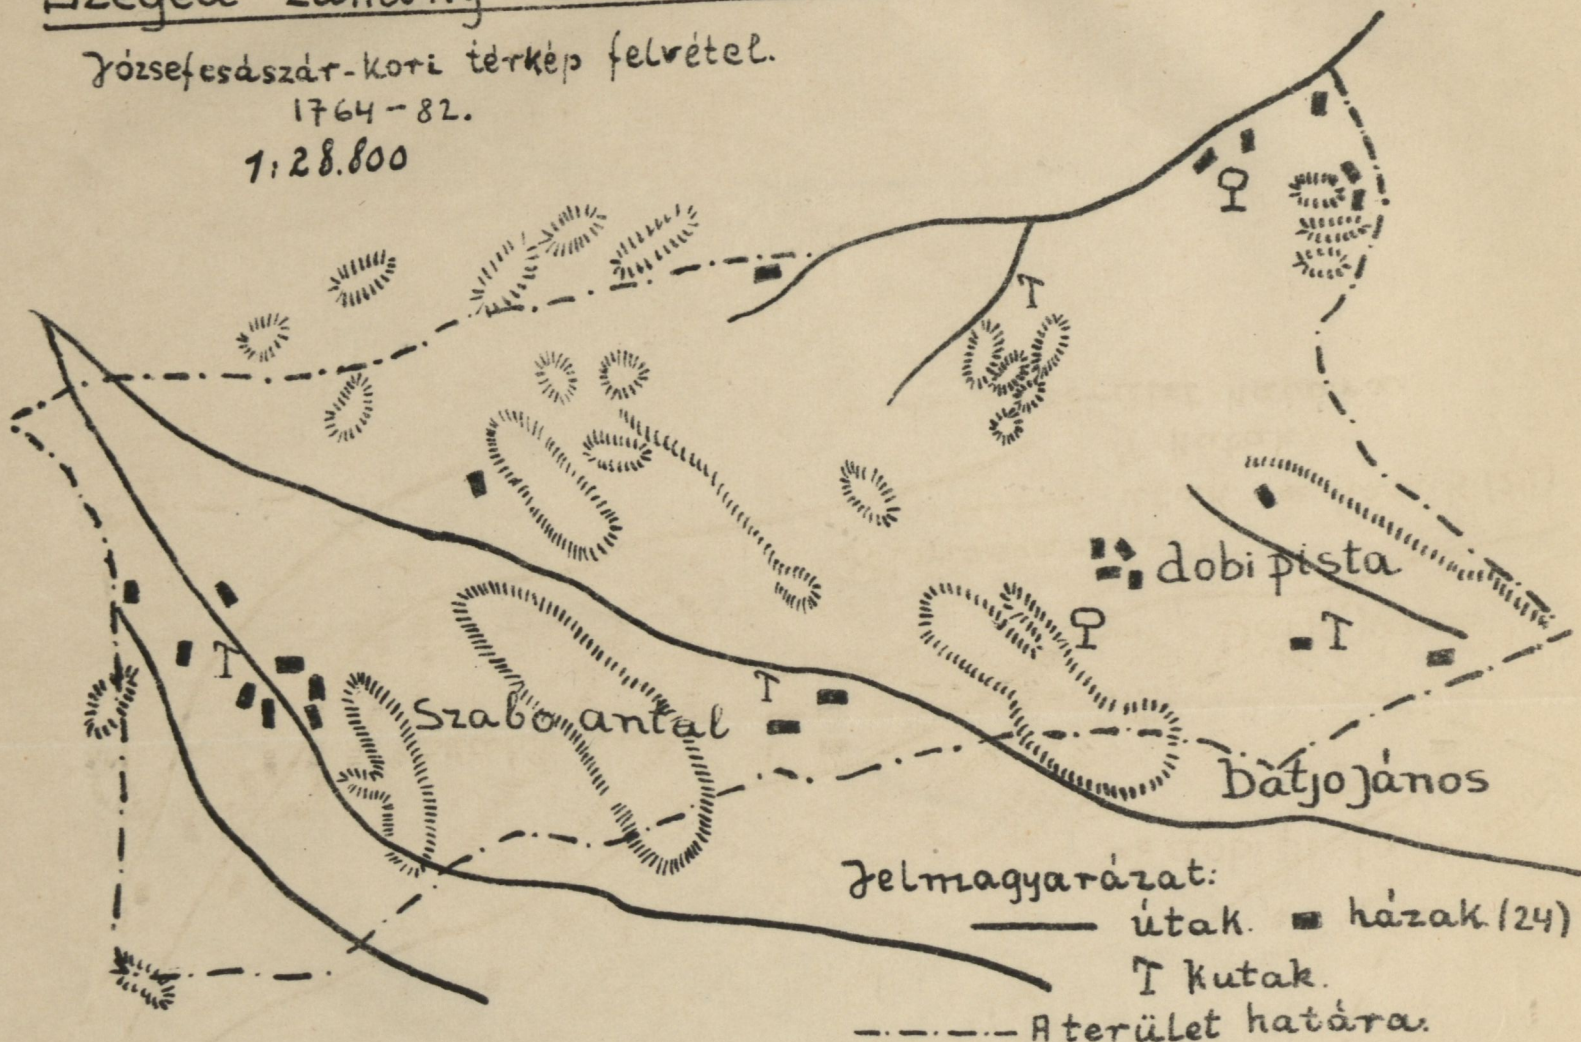 Józsefcsászár-kori térkép felvétel.
1764-82.
1:28.800
T
T
dobi pista
T
T
Szabo antal
T
Dàtjo János
Jelmagyarázat:
útak. házak (24)
T Kutak.
A terület határa.